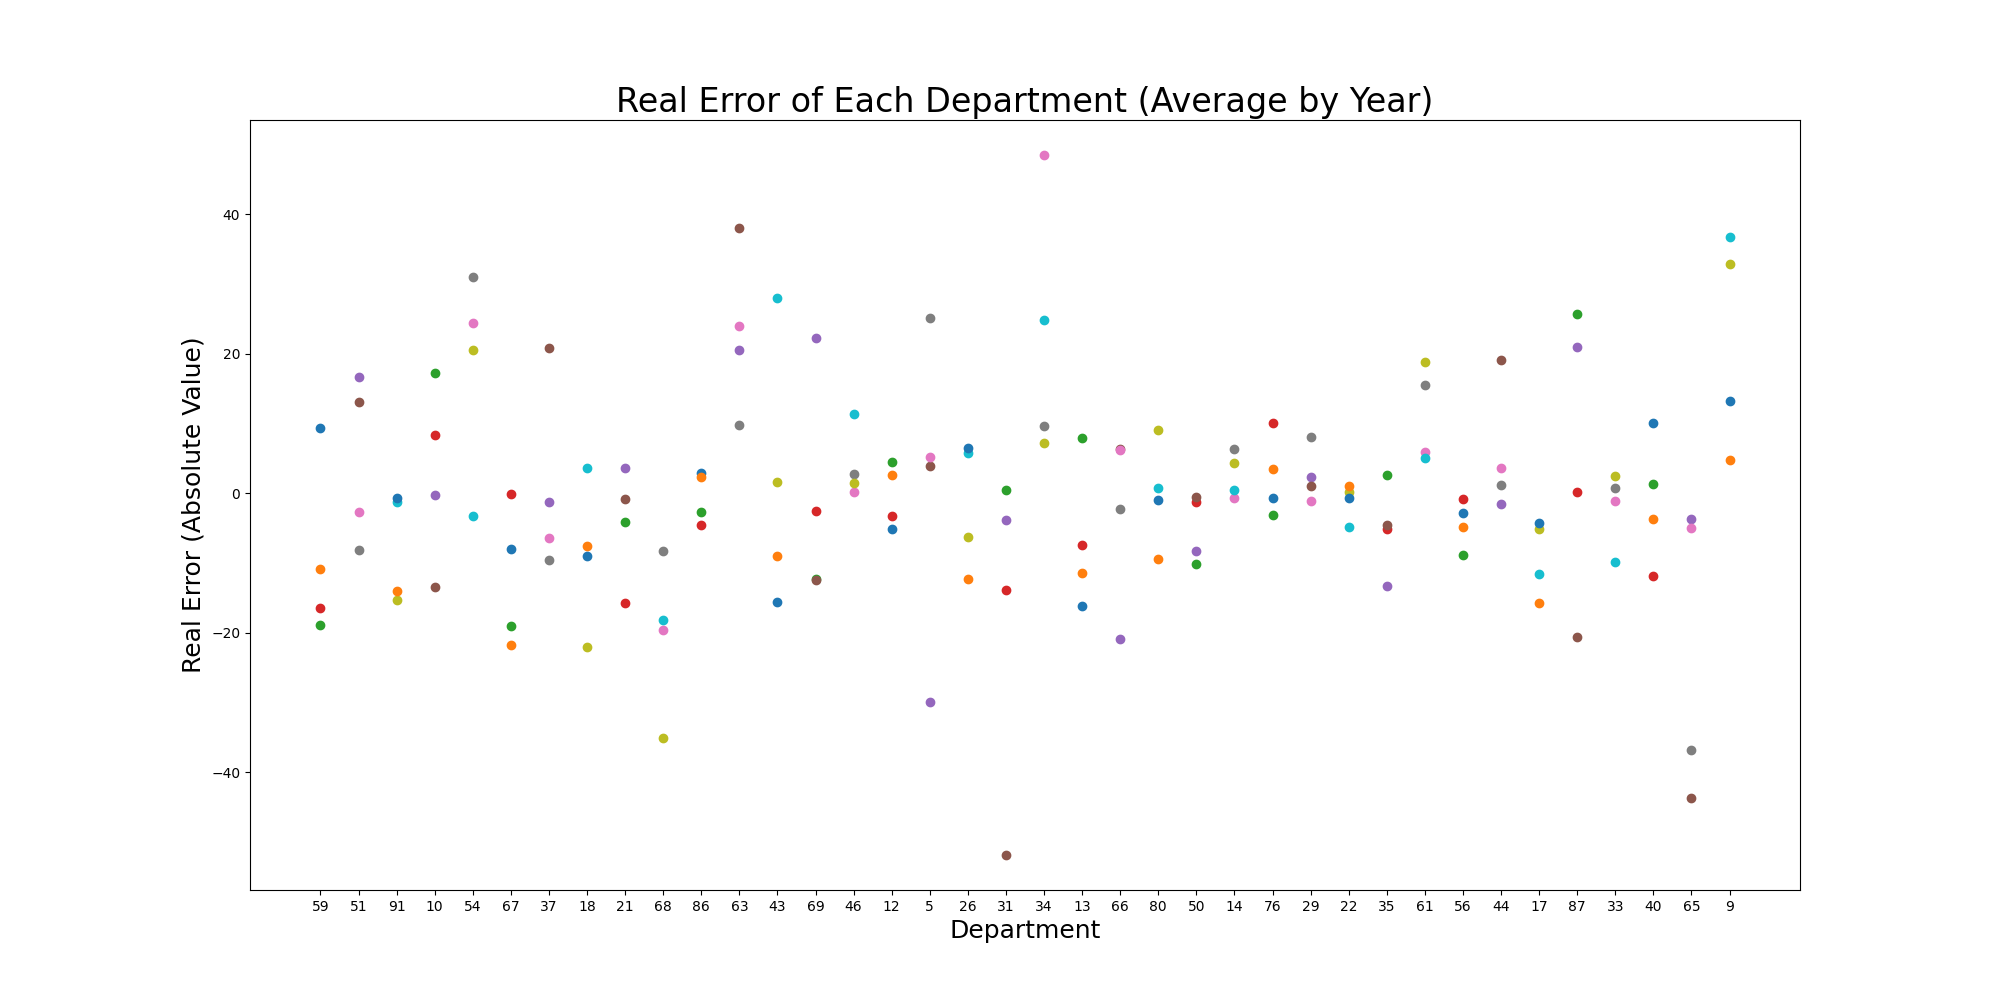 Real Error of Each Department (Average by Year)
Real Error (Absolute Value)
40
20
0
−20
−40
59 51 91 10 54 67 37 18 21 68 86 63 43 69 46 12 5 26 31 34 13 66 80 50 14 76 29 22 35 61 56 44 17 87 33 40 65 9
Department